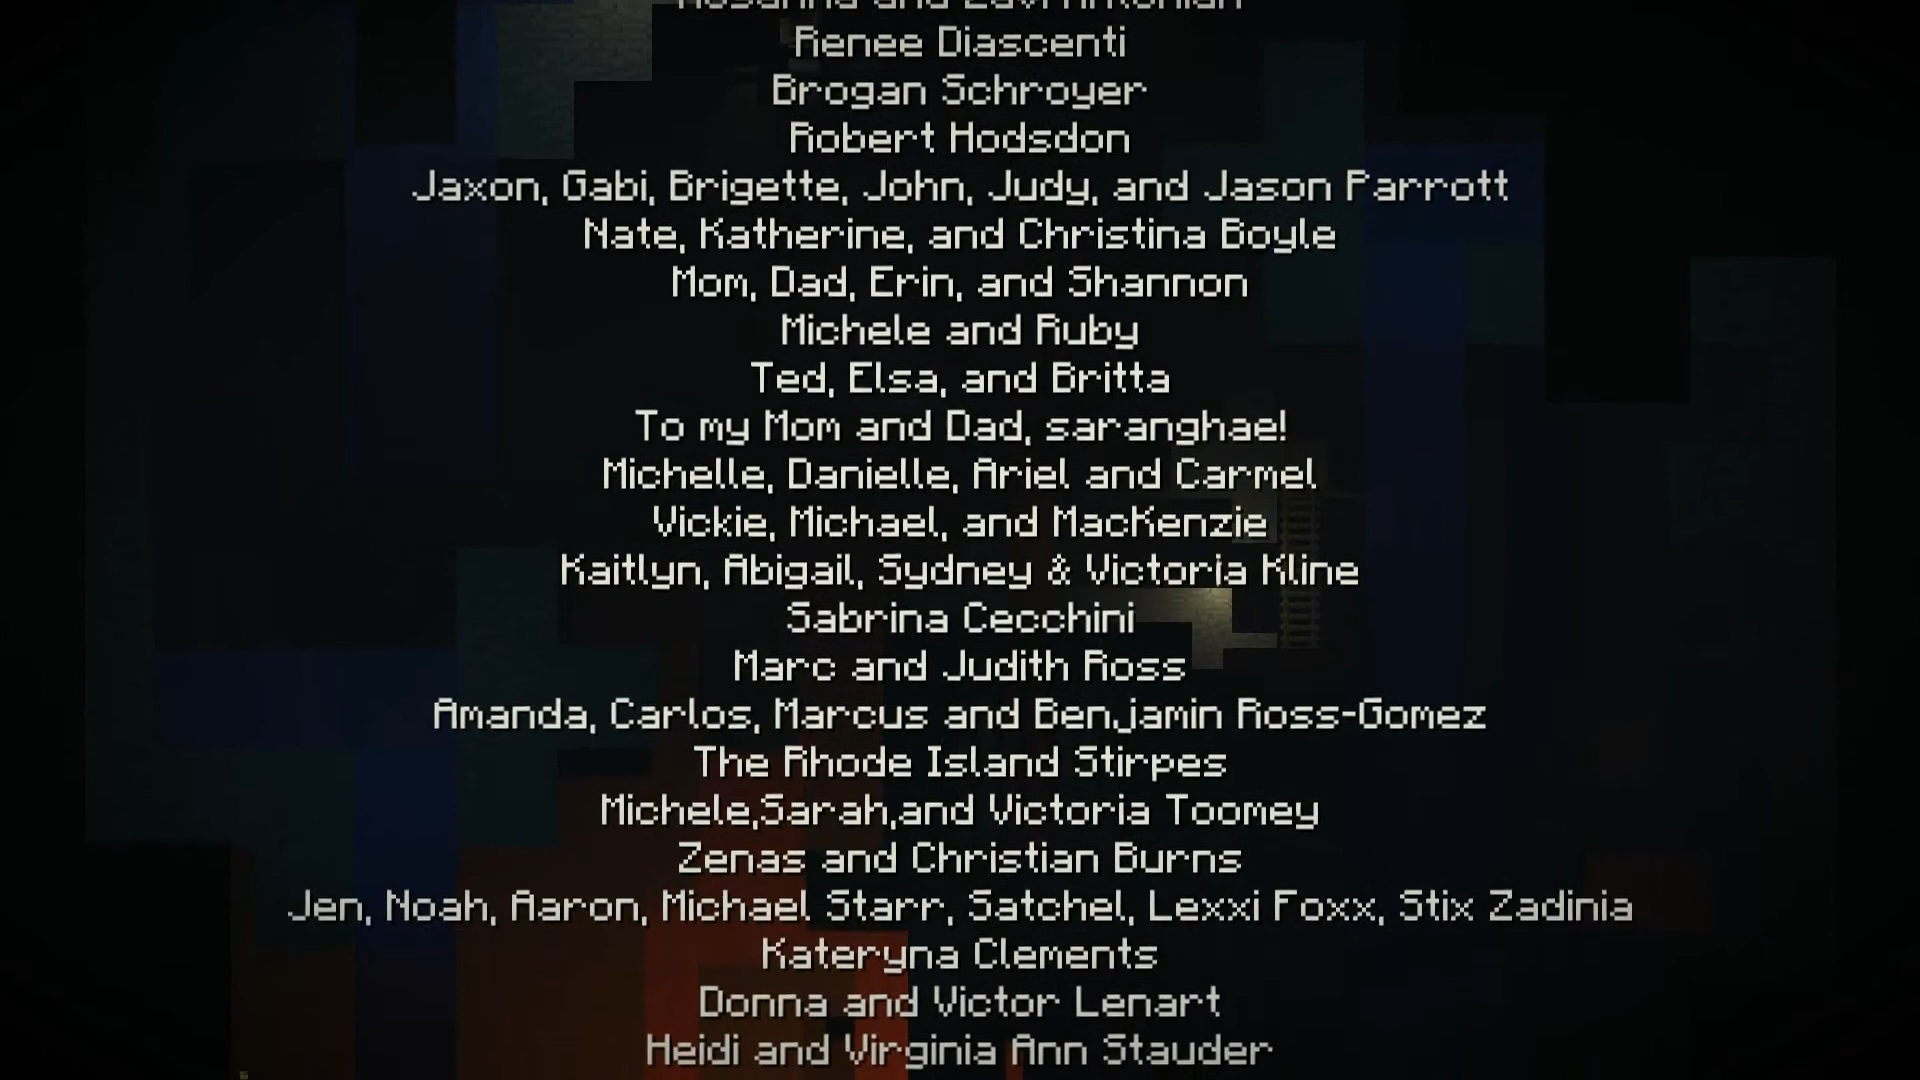 Renee Diascenti
Brogan Schroyer
Robert Hodsdon
Jaxon, Gabi, Brigette, John, Judy, and Jason Parrott
Nate, Katherine, and Christina Boyle
Mom, Dad, Erin, and Shannon
Michele and Ruby
Ted, Elsa, and Britta
To my Mom and Dad, saranghae!
Michelle, Danielle, Ariel and Carmel
Vickie, Michael, and MacKenzie
Kaitlyn, Abigail, Sydney & Victoria Kline
Sabrina Cecchini
Marc and Judith Ross
Amanda, Carlos, Marcus and Benjamin Ross-Gomez
The Rhode Island Stirpes
Michele,Sarah,and Victoria Toomey
Zenas and Christian Burns
Jen, Noah, Aaron, Michael Starr, Satchel, Lexxi Foxx, Stix Zadinia
Kateryna Clements
Donna and Victor Lenart
Heidi and Virginia Ann Stauder